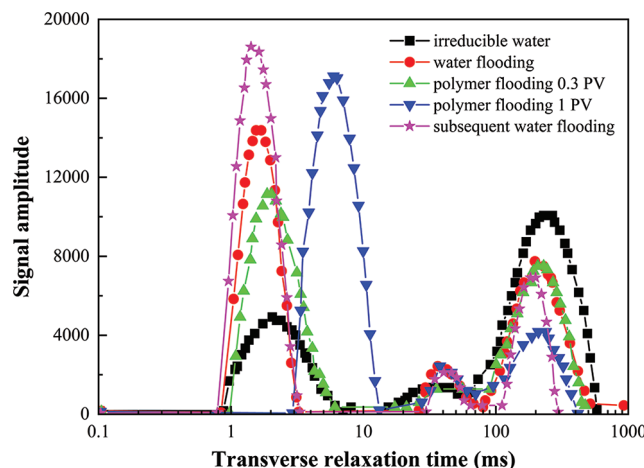 20000
16000
12000
8000
4000
0
Signal amplitude
irreducible water
water flooding
polymer flooding 0.3 PV
polymer flooding 1 PV
subsequent water flooding
0.1
1
10
100
1000
Transverse relaxation time (ms)